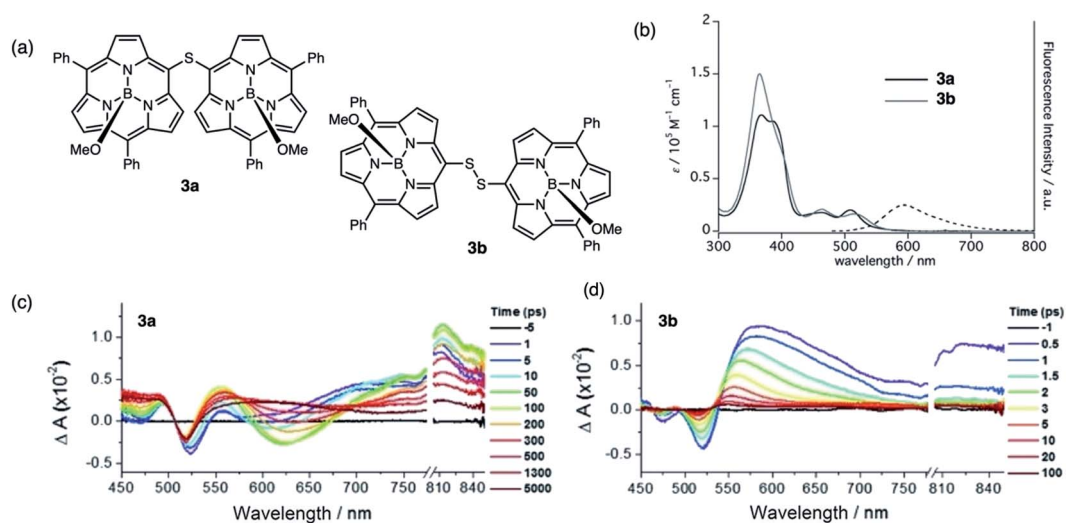 (a)
Ph
S
Ph
N
N
B
B
N
N
N
N
MeO
OMe
Ph
Ph
3a
Ph
MeO
N
B
N
N
S
S
Ph
Ph
N
B
N
N
OMe
Ph
3b
(b)
2
1.5
1
0.5
0
ε / 10⁵ M⁻¹ cm⁻¹
3a
3b
Fluorescence Intensity / a.u.
300 400 500 600 700 800
wavelength / nm
(c)
3a
1.0
0.5
0.0
-0.5
Δ A (x10⁻²)
450 500 550 600 650 700 750 810 840
Wavelength / nm
Time (ps)
-5
1
5
10
50
100
200
300
500
1300
5000
(d)
3b
1.0
0.5
0.0
-0.5
Δ A (x10⁻²)
450 500 550 600 650 700 750 810 840
Wavelength / nm
Time (ps)
-1
0.5
1
1.5
2
3
5
10
20
100